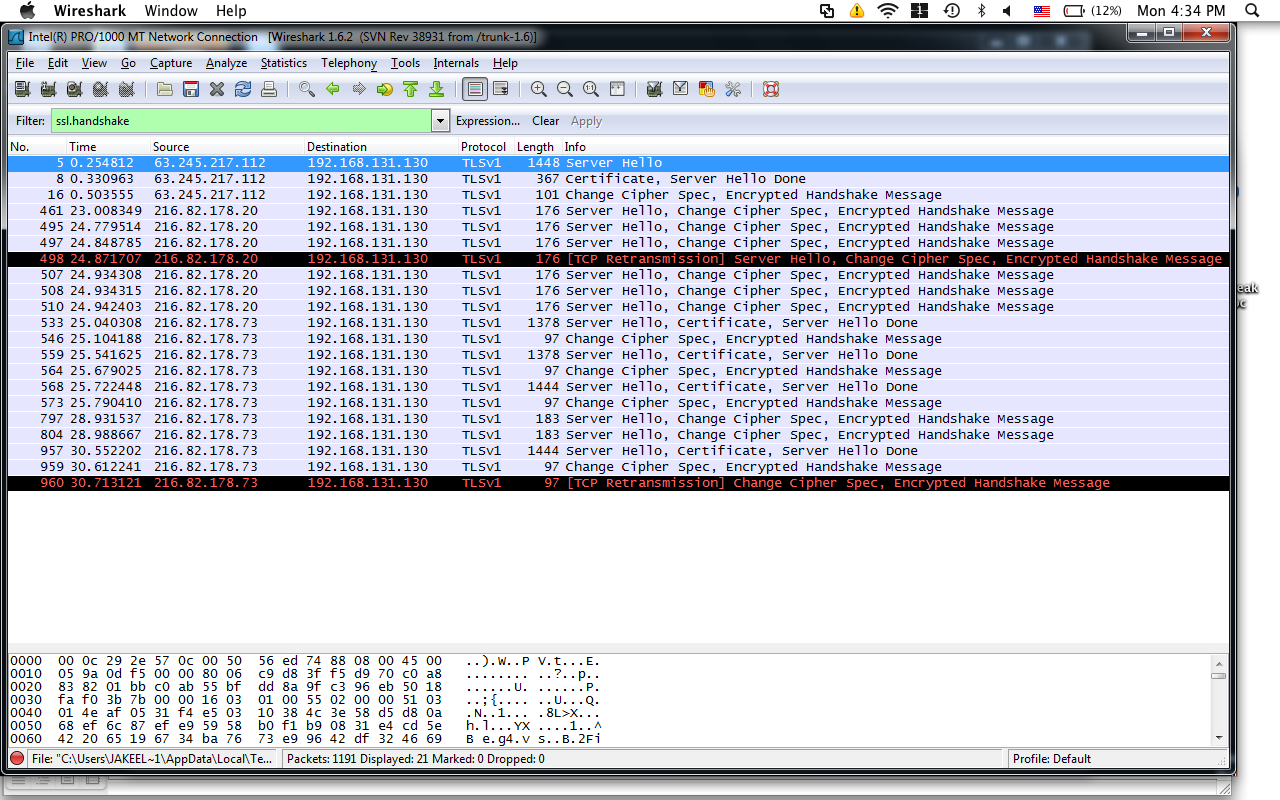 Wireshark Window Help (12%) Mon 4:34 PM
Intel(R) PRO/1000 MT Network Connection [Wireshark 1.6.2 (SVN Rev 38931 from /trunk-1.6)]
File Edit View Go Capture Analyze Statistics Telephony Tools Internals Help
Filter: ssl.handshake Expression... Clear Apply
No. Time Source Destination Protocol Length Info
5 0.254812 63.245.217.112 192.168.131.130 TLSv1 1448 Server Hello
8 0.330963 63.245.217.112 192.168.131.130 TLSv1 367 Certificate, Server Hello Done
16 0.503555 63.245.217.112 192.168.131.130 TLSv1 101 Change Cipher Spec, Encrypted Handshake Message
461 23.008349 216.82.178.20 192.168.131.130 TLSv1 176 Server Hello, Change Cipher Spec, Encrypted Handshake Message
495 24.779514 216.82.178.20 192.168.131.130 TLSv1 176 Server Hello, Change Cipher Spec, Encrypted Handshake Message
497 24.848785 216.82.178.20 192.168.131.130 TLSv1 176 Server Hello, Change Cipher Spec, Encrypted Handshake Message
498 24.871707 216.82.178.20 192.168.131.130 TLSv1 176 [TCP Retransmission] Server Hello, Change Cipher Spec, Encrypted Handshake Message
507 24.934308 216.82.178.20 192.168.131.130 TLSv1 176 Server Hello, Change Cipher Spec, Encrypted Handshake Message
508 24.934315 216.82.178.20 192.168.131.130 TLSv1 176 Server Hello, Change Cipher Spec, Encrypted Handshake Message
510 24.942403 216.82.178.20 192.168.131.130 TLSv1 176 Server Hello, Change Cipher Spec, Encrypted Handshake Message
533 25.040308 216.82.178.73 192.168.131.130 TLSv1 1378 Server Hello, Certificate, Server Hello Done
546 25.104188 216.82.178.73 192.168.131.130 TLSv1 97 Change Cipher Spec, Encrypted Handshake Message
559 25.541625 216.82.178.73 192.168.131.130 TLSv1 1378 Server Hello, Certificate, Server Hello Done
564 25.679025 216.82.178.73 192.168.131.130 TLSv1 97 Change Cipher Spec, Encrypted Handshake Message
568 25.722448 216.82.178.73 192.168.131.130 TLSv1 1444 Server Hello, Certificate, Server Hello Done
573 25.790410 216.82.178.73 192.168.131.130 TLSv1 97 Change Cipher Spec, Encrypted Handshake Message
797 28.931537 216.82.178.73 192.168.131.130 TLSv1 183 Server Hello, Change Cipher Spec, Encrypted Handshake Message
804 28.988667 216.82.178.73 192.168.131.130 TLSv1 183 Server Hello, Change Cipher Spec, Encrypted Handshake Message
957 30.552202 216.82.178.73 192.168.131.130 TLSv1 1444 Server Hello, Certificate, Server Hello Done
959 30.612241 216.82.178.73 192.168.131.130 TLSv1 97 Change Cipher Spec, Encrypted Handshake Message
960 30.713121 216.82.178.73 192.168.131.130 TLSv1 97 [TCP Retransmission] Change Cipher Spec, Encrypted Handshake Message
0000 00 0c 29 2e 57 0c 00 50 56 ed 74 88 08 00 45 00 ..).W..P V.t...E.
0010 05 9a 0d f5 00 00 80 06 c9 d8 3f f5 d9 70 c0 a8 ........ ..?..p..
0020 83 82 01 bb c0 ab 55 bf dd 8a 9f c3 96 eb 50 18 ......U. ......P.
0030 fa f0 3b 7b 00 00 16 03 01 00 55 02 00 00 51 03 ..;{.... ..U...Q.
0040 01 4e af 05 31 f4 e5 03 10 38 4c 3e 58 d5 d8 0a .N..1... .8L>X...
0050 68 ef 6c 87 ef e9 59 58 b0 f1 b9 08 31 e4 cd 5e h.l...YX ....1..^
0060 42 20 65 19 67 34 ba 76 73 e9 96 42 df 32 46 69 B e.g4.v s..B.2Fi
File: "C:\Users\JAKEEL~1\AppData\Local\Te... Packets: 1191 Displayed: 21 Marked: 0 Dropped: 0 Profile: Default